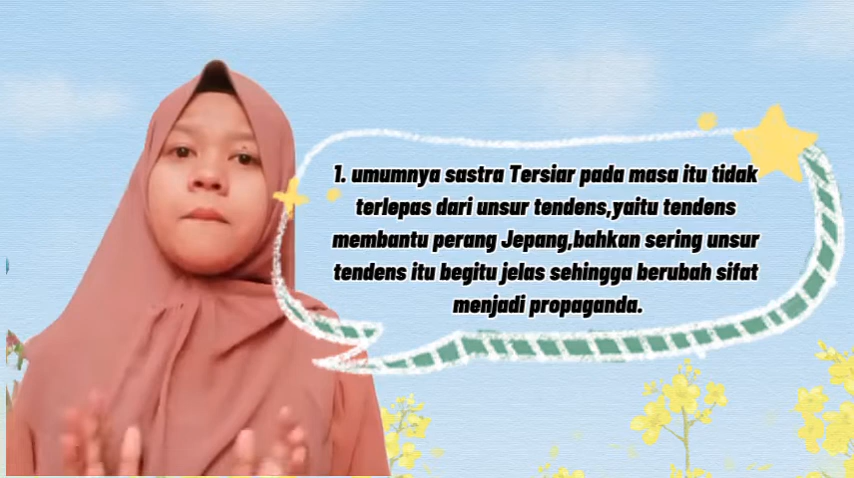 1. umumnya sastra Tersiar pada masa itu tidak
terlepas dari unsur tendens,yaitu tendens
membantu perang Jepang,bahkan sering unsur
tendens itu begitu jelas sehingga berubah sifat
menjadi propaganda.